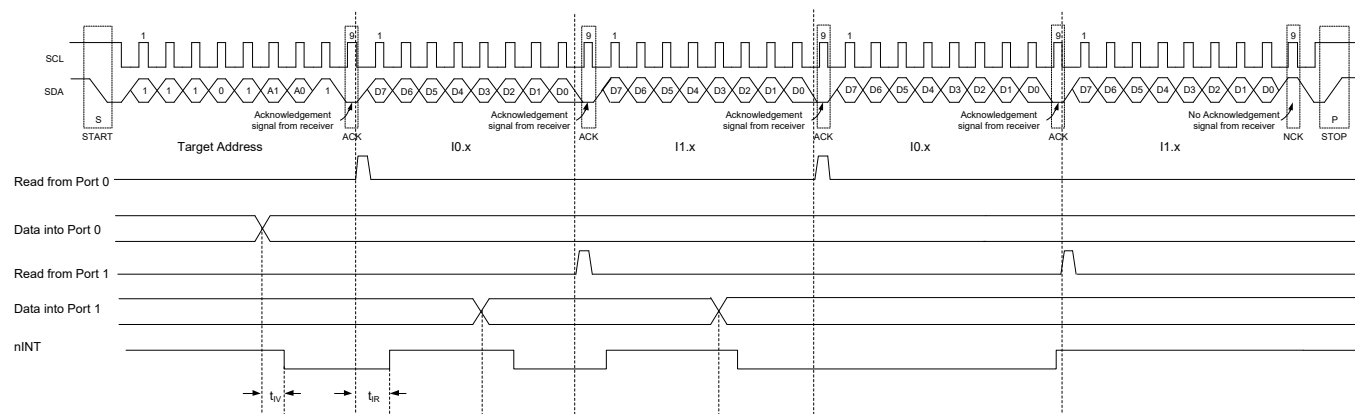 1 9 1 9 1 9 1 9 1 9
SCL
SDA 1 1 1 0 1 A1 A0 1 D7 D6 D5 D4 D3 D2 D1 D0 D7 D6 D5 D4 D3 D2 D1 D0 D7 D6 D5 D4 D3 D2 D1 D0 D7 D6 D5 D4 D3 D2 D1 D0
S Acknowledgement Acknowledgement Acknowledgement Acknowledgement No Acknowledgement P
signal from receiver signal from receiver signal from receiver signal from receiver signal from receiver
START ACK ACK ACK ACK NCK STOP
Target Address I0.x I1.x I0.x I1.x
Read from Port 0
Data into Port 0
Read from Port 1
Data into Port 1
nINT
tIV tIR